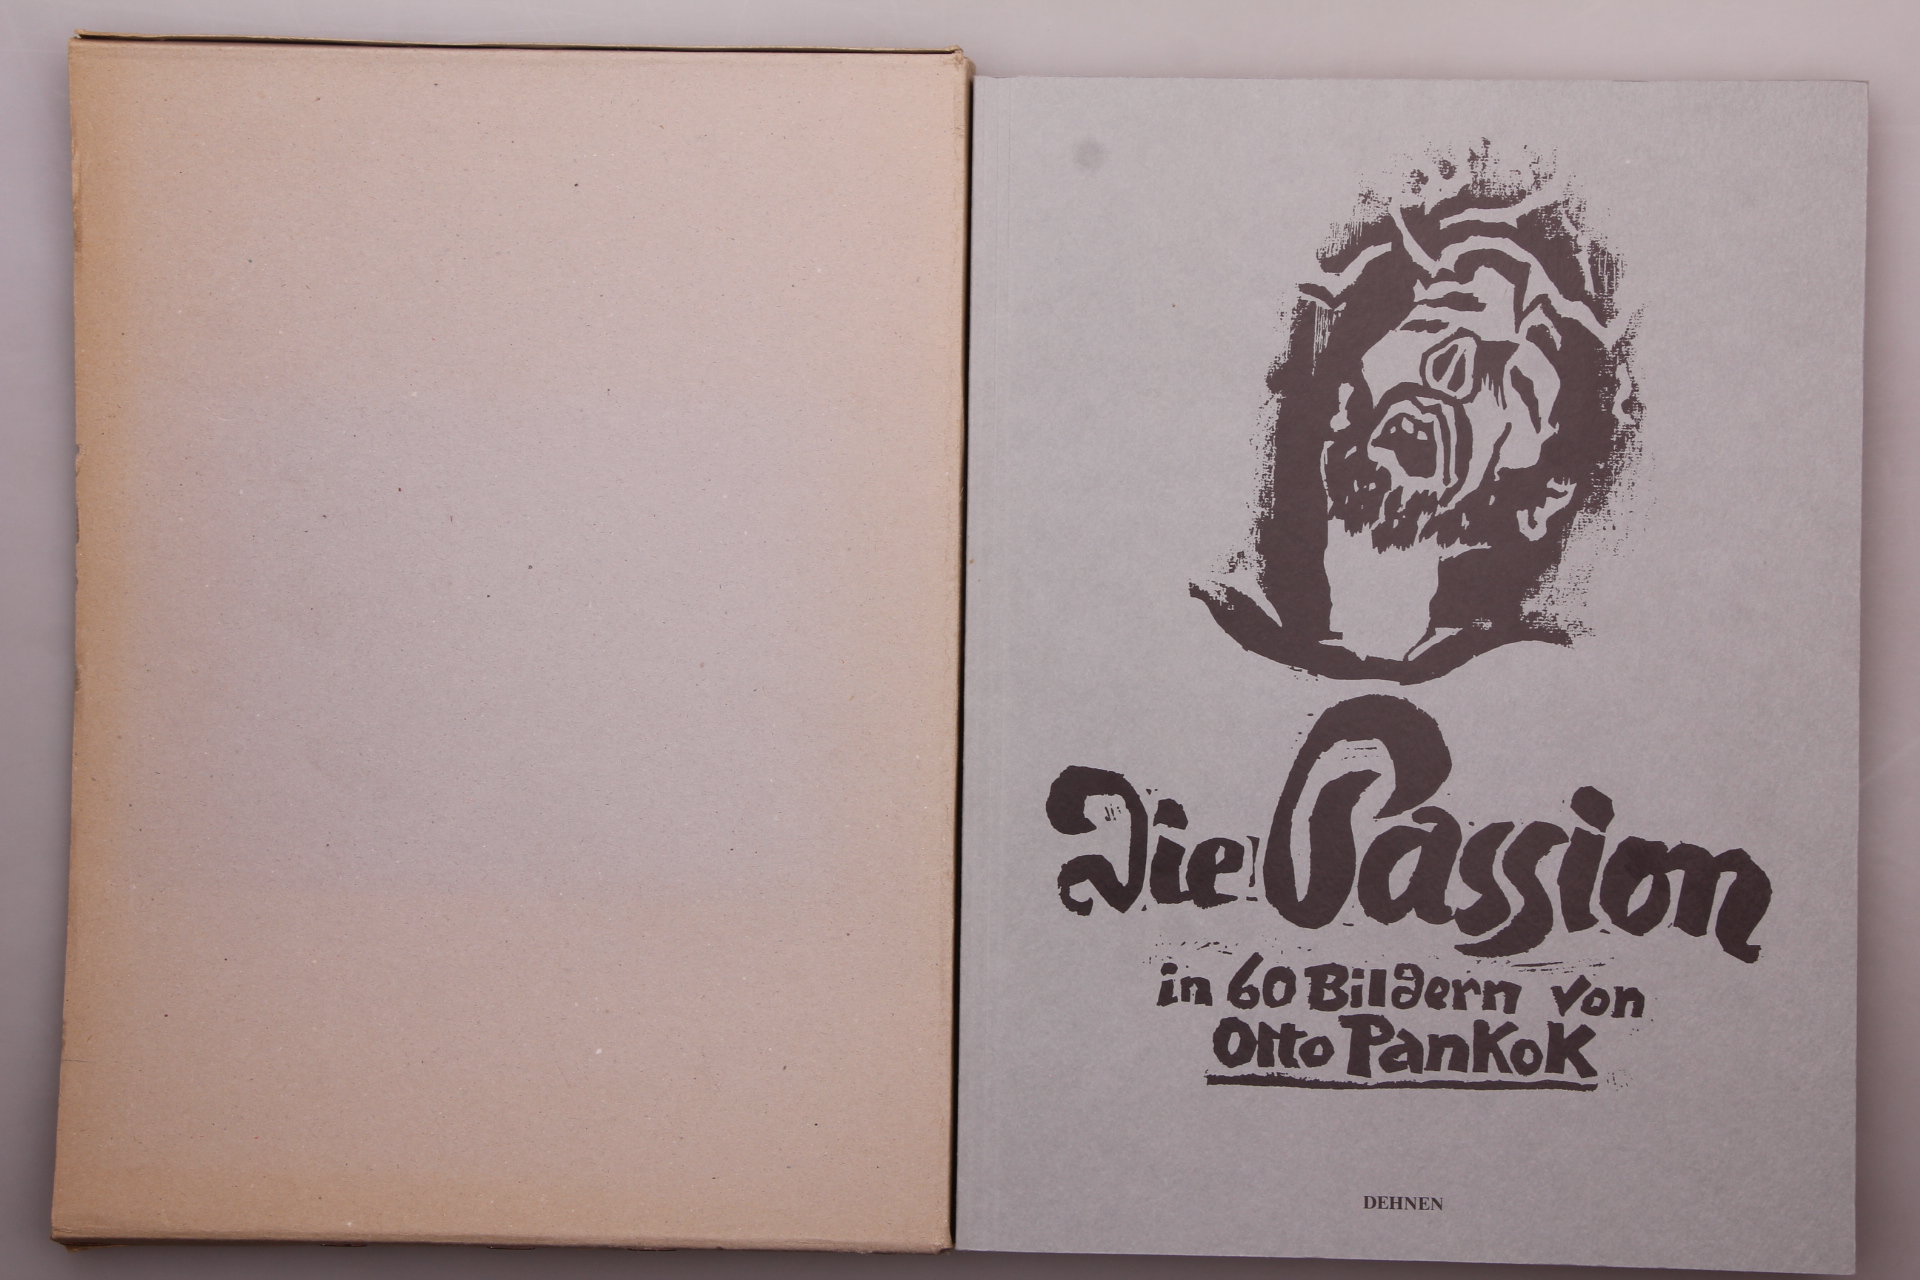 Die Passion
in 60 Bildern von
Otto Pankok
DEHNEN